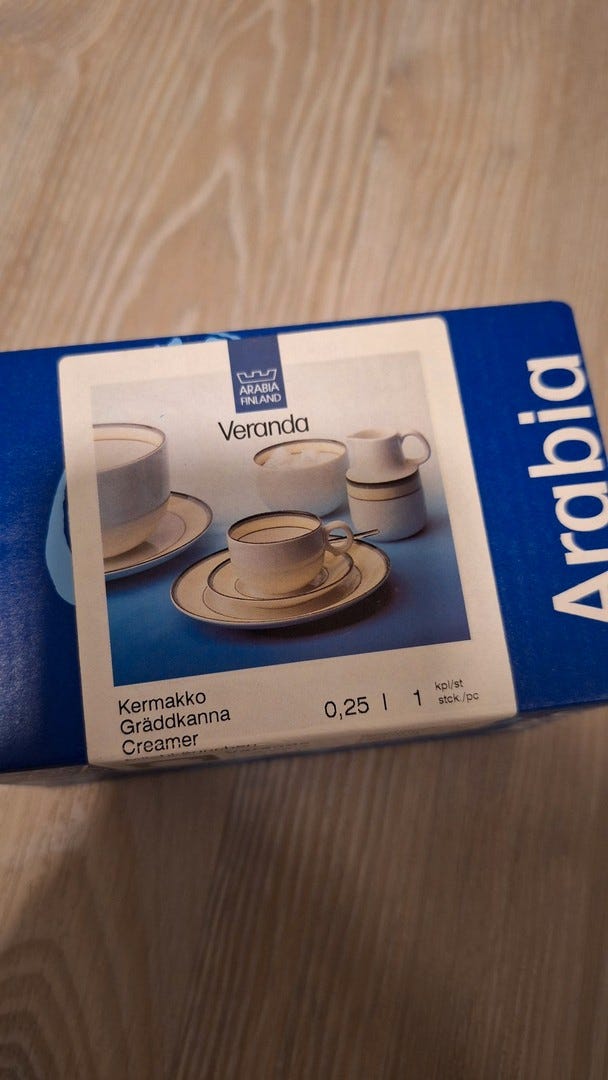 ARABIA
FINLAND
Veranda
Kermakko
Gräddkanna
Creamer
0,25 l 1 kpl/st
stck./pc
Arabia